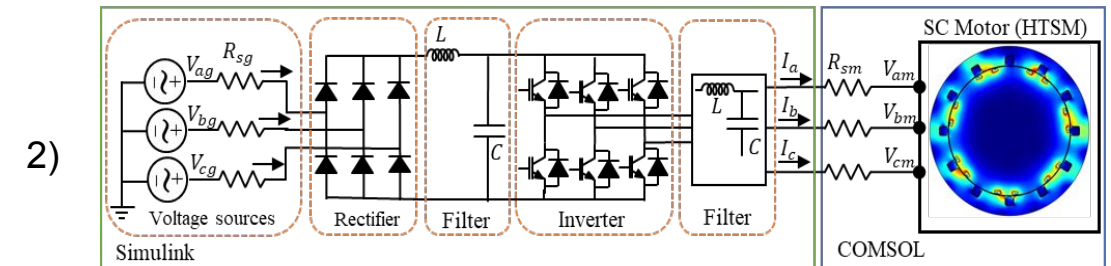 2)
V_ag
R_sg
V_bg
V_cg
Voltage sources
Rectifier
L
C
Filter
Inverter
L
C
Filter
I_a
I_b
I_c
R_sm
V_am
V_bm
V_cm
SC Motor (HTSM)
Simulink
COMSOL